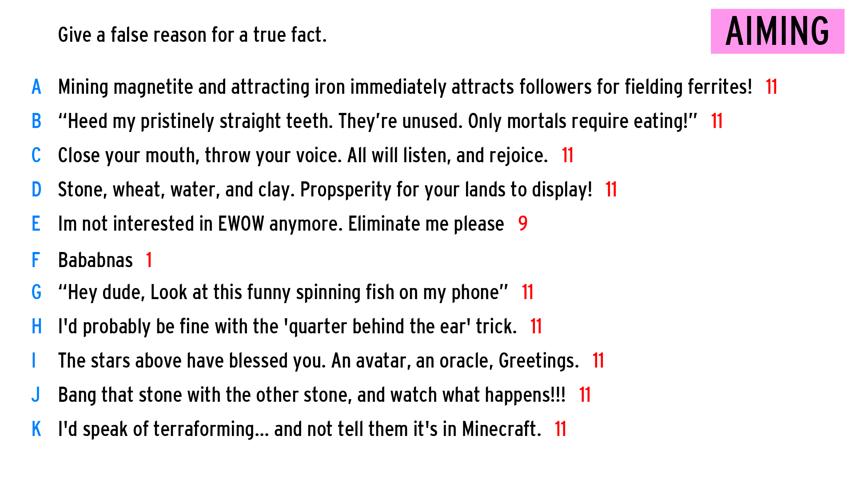 Give a false reason for a true fact.
AIMING
A Mining magnetite and attracting iron immediately attracts followers for fielding ferrites! 11
B “Heed my pristinely straight teeth. They're unused. Only mortals require eating!” 11
C Close your mouth, throw your voice. All will listen, and rejoice. 11
D Stone, wheat, water, and clay. Propsperity for your lands to display! 11
E Im not interested in EWOW anymore. Eliminate me please 9
F Bababnas 1
G “Hey dude, Look at this funny spinning fish on my phone” 11
H I'd probably be fine with the 'quarter behind the ear' trick. 11
I The stars above have blessed you. An avatar, an oracle, Greetings. 11
J Bang that stone with the other stone, and watch what happens!!! 11
K I'd speak of terraforming... and not tell them it's in Minecraft. 11